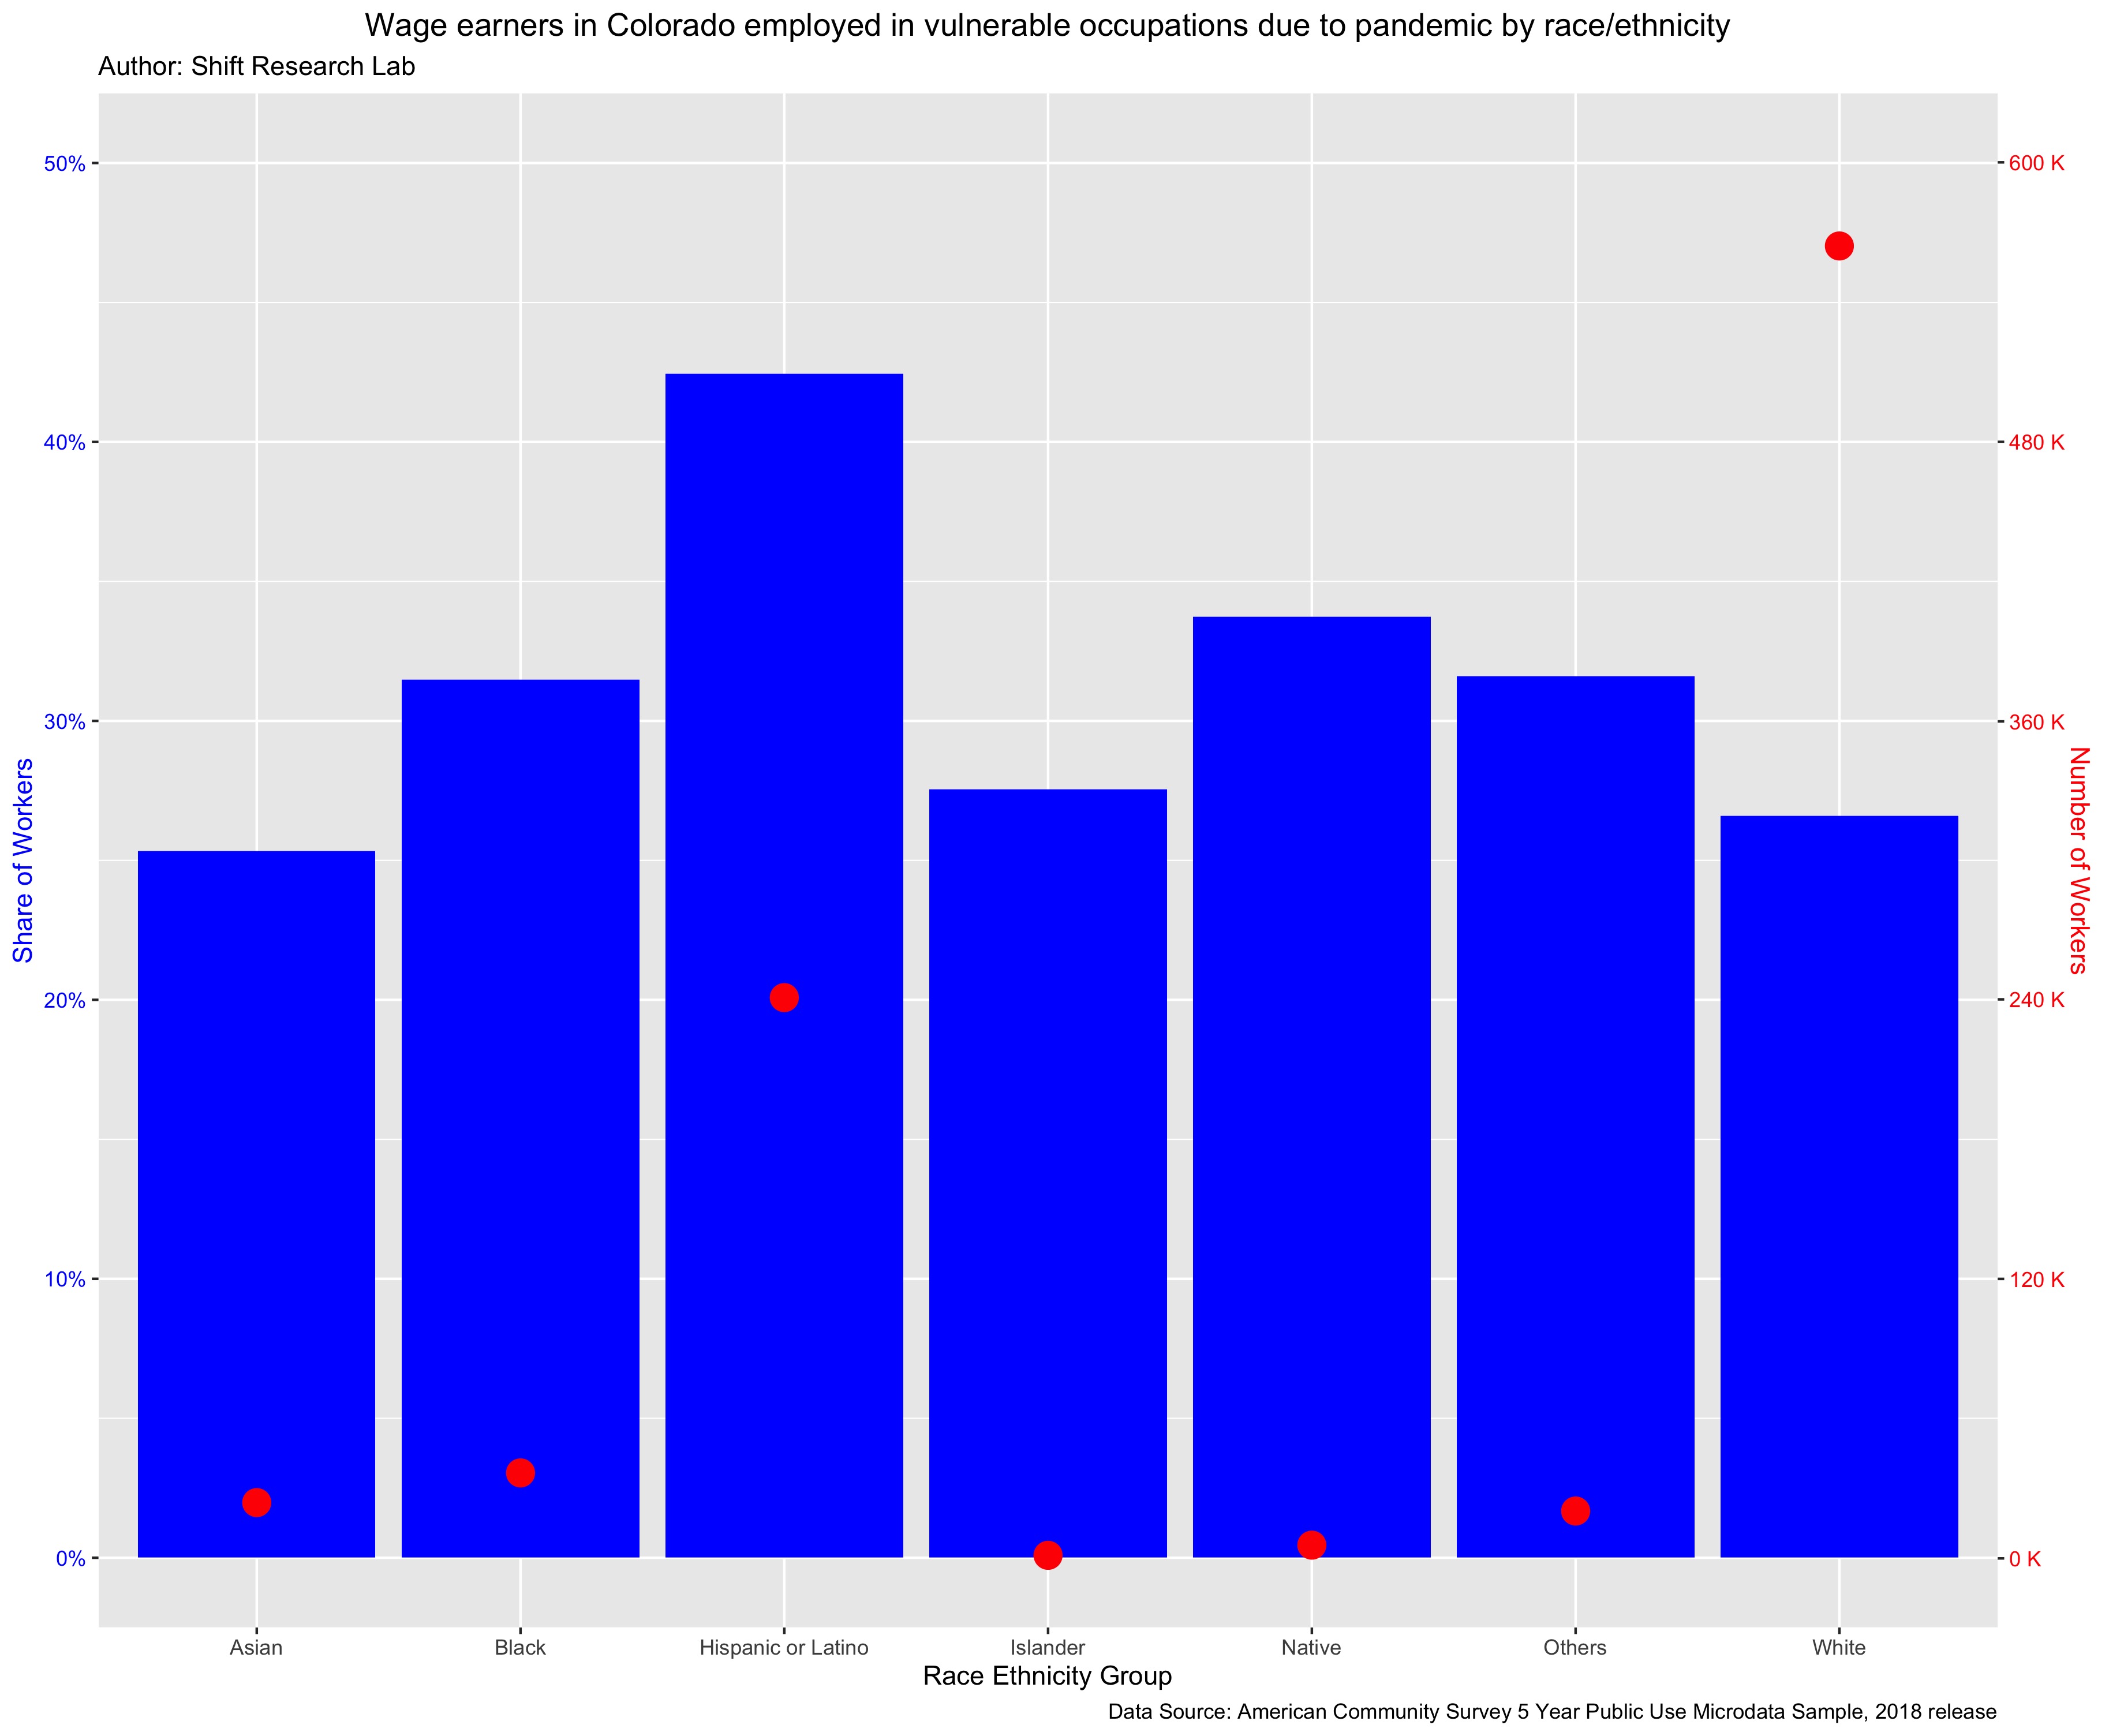 Wage earners in Colorado employed in vulnerable occupations due to pandemic by race/ethnicity
Author: Shift Research Lab
50%
40%
30%
20%
10%
0%
Share of Workers
600 K
480 K
360 K
240 K
120 K
0 K
Number of Workers
Asian
Black
Hispanic or Latino
Islander
Native
Others
White
Race Ethnicity Group
Data Source: American Community Survey 5 Year Public Use Microdata Sample, 2018 release